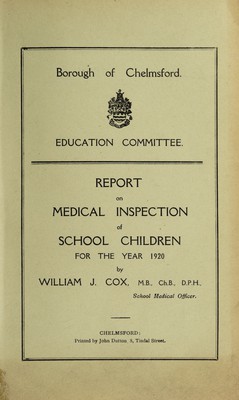 Borough of Chelmsford.
EDUCATION COMMITTEE.
REPORT
on
MEDICAL INSPECTION
of
SCHOOL CHILDREN
FOR THE YEAR 1920
by
WILLIAM J. COX, M.B., Ch.B., D.P.H.,
School Medical Officer.
CHELMSFORD:
Printed by John Dutton, 8, Tindal Street.